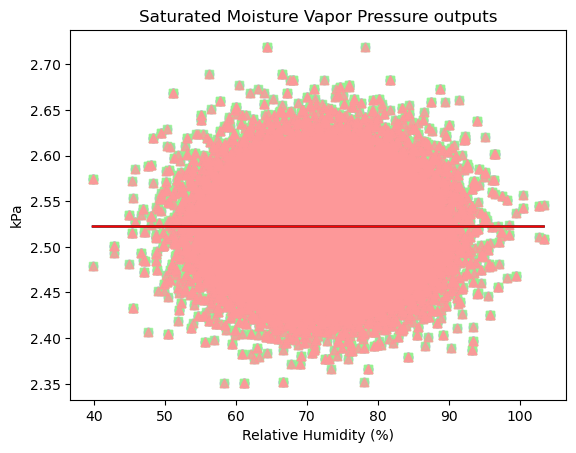 Saturated Moisture Vapor Pressure outputs
2.70
2.65
2.60
2.55
2.50
2.45
2.40
2.35
kPa
40 50 60 70 80 90 100
Relative Humidity (%)